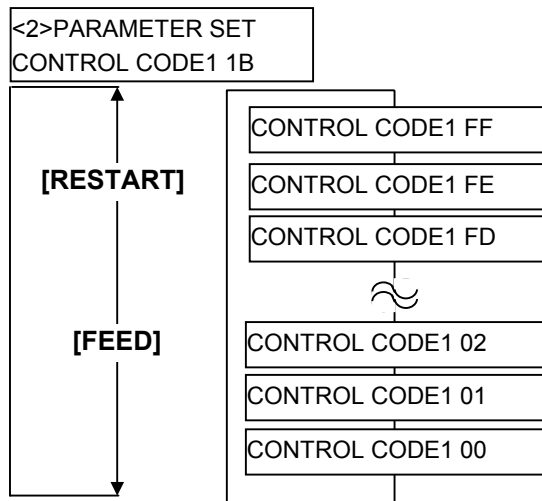 <2>PARAMETER SET
CONTROL CODE1 1B
CONTROL CODE1 FF
[RESTART]
CONTROL CODE1 FE
CONTROL CODE1 FD
[FEED]
CONTROL CODE1 02
CONTROL CODE1 01
CONTROL CODE1 00